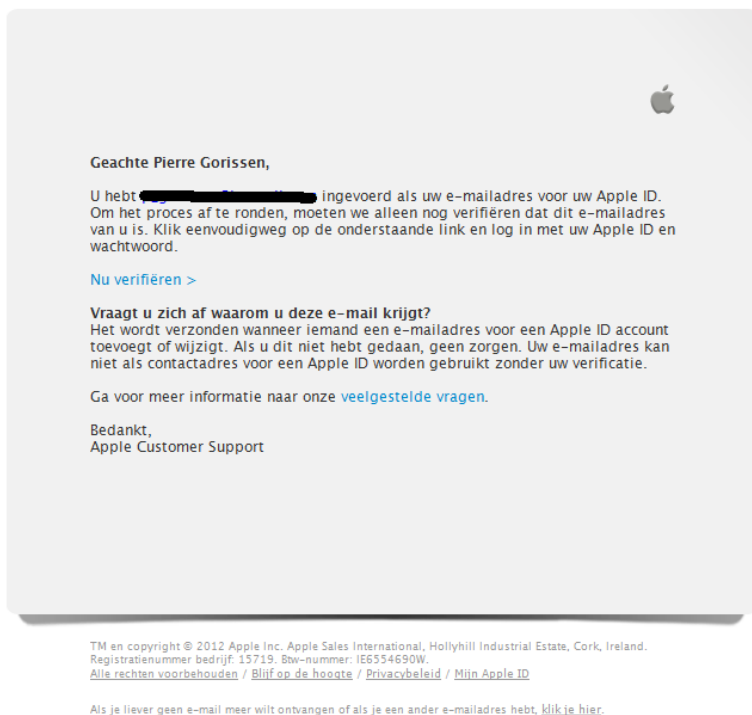 Geachte Pierre Gorissen,
U hebt ingevoerd als uw e-mailadres voor uw Apple ID.
Om het proces af te ronden, moeten we alleen nog verifiëren dat dit e-mailadres
van u is. Klik eenvoudigweg op de onderstaande link en log in met uw Apple ID en
wachtwoord.
Nu verifiëren >
Vraagt u zich af waarom u deze e-mail krijgt?
Het wordt verzonden wanneer iemand een e-mailadres voor een Apple ID account
toevoegt of wijzigt. Als u dit niet hebt gedaan, geen zorgen. Uw e-mailadres kan
niet als contactadres voor een Apple ID worden gebruikt zonder uw verificatie.
Ga voor meer informatie naar onze veelgestelde vragen.
Bedankt,
Apple Customer Support
TM en copyright © 2012 Apple Inc. Apple Sales International, Hollyhill Industrial Estate, Cork, Ireland.
Registratienummer bedrijf: 15719. Btw-nummer: IE6554690W.
Alle rechten voorbehouden / Blijf op de hoogte / Privacybeleid / Mijn Apple ID
Als je liever geen e-mail meer wilt ontvangen of als je een ander e-mailadres hebt, klik je hier.